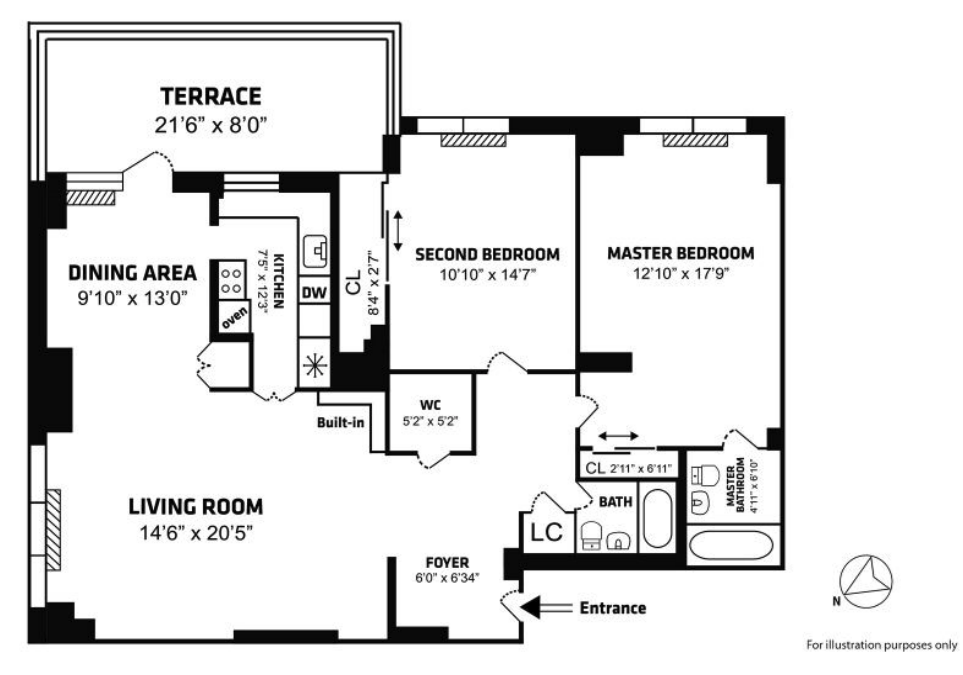 TERRACE
21'6" x 8'0"
DINING AREA
9'10" x 13'0"
KITCHEN
7'5" x 12'3"
oven
DW
CL
8'4" x 2'7"
SECOND BEDROOM
10'10" x 14'7"
MASTER BEDROOM
12'10" x 17'9"
Built-in
WC
5'2" x 5'2"
CL 2'11" x 6'11"
MASTER
BATHROOM
4'11" x 6'10"
BATH
LC
LIVING ROOM
14'6" x 20'5"
FOYER
6'0" x 6'34"
Entrance
N
For illustration purposes only